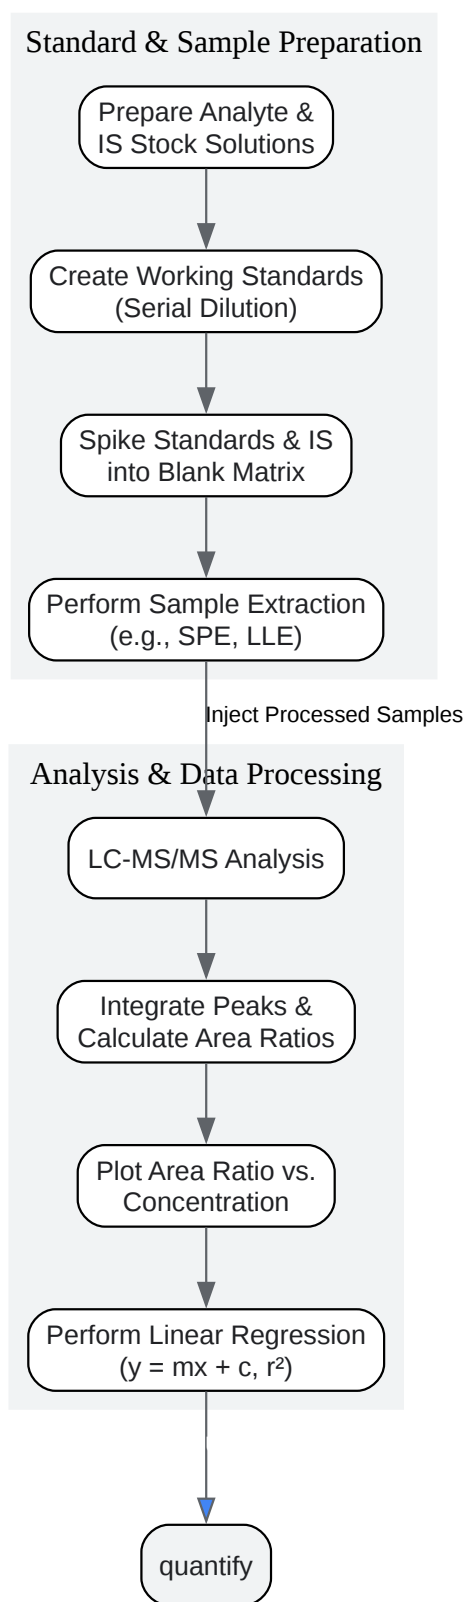 Standard & Sample Preparation
Prepare Analyte &
IS Stock Solutions
Create Working Standards
(Serial Dilution)
Spike Standards & IS
into Blank Matrix
Perform Sample Extraction
(e.g., SPE, LLE)
Inject Processed Samples
Analysis & Data Processing
LC-MS/MS Analysis
Integrate Peaks &
Calculate Area Ratios
Plot Area Ratio vs.
Concentration
Perform Linear Regression
(y = mx + c, r²)
quantify